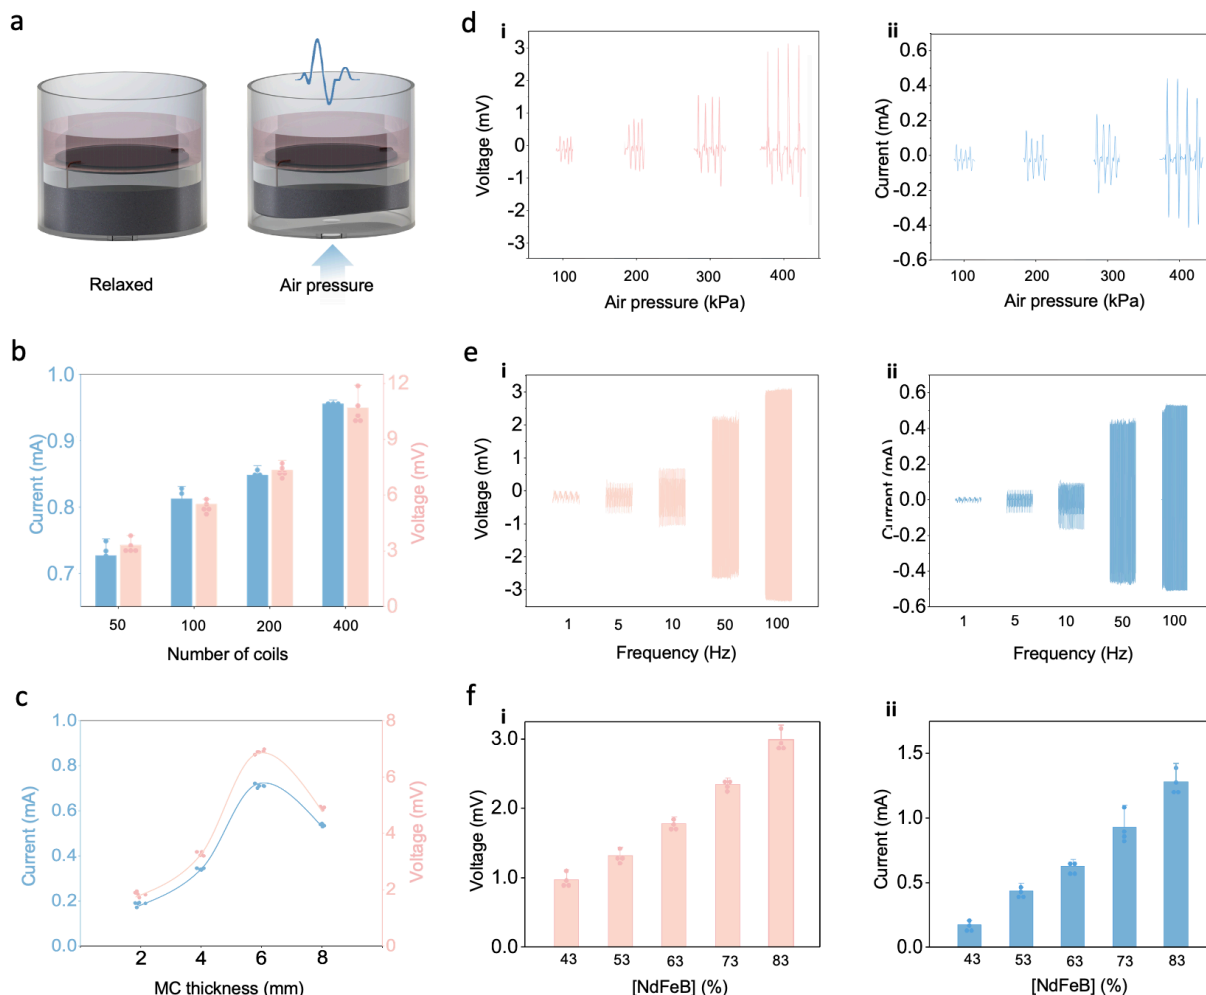 a
Relaxed
Air pressure
d
i
Voltage (mV)
3
2
1
0
-1
-2
-3
100
200
300
400
Air pressure (kPa)
ii
Current (mA)
0.6
0.4
0.2
0.0
-0.2
-0.4
-0.6
100
200
300
400
Air pressure (kPa)
b
Current (mA)
1.0
0.9
0.8
0.7
Voltage (mV)
12
9
6
3
0
50
100
200
400
Number of coils
e
i
Voltage (mV)
3
2
1
0
-1
-2
-3
1
5
10
50
100
Frequency (Hz)
ii
Current (mA)
0.6
0.4
0.2
0.0
-0.2
-0.4
-0.6
1
5
10
50
100
Frequency (Hz)
c
Current (mA)
1.0
0.8
0.6
0.4
0.2
0.0
Voltage (mV)
8
6
4
2
0
2
4
6
8
MC thickness (mm)
f
i
Voltage (mV)
3.0
2.0
1.0
0.0
43
53
63
73
83
[NdFeB] (%)
ii
Current (mA)
1.5
1.0
0.5
0.0
43
53
63
73
83
[NdFeB] (%)